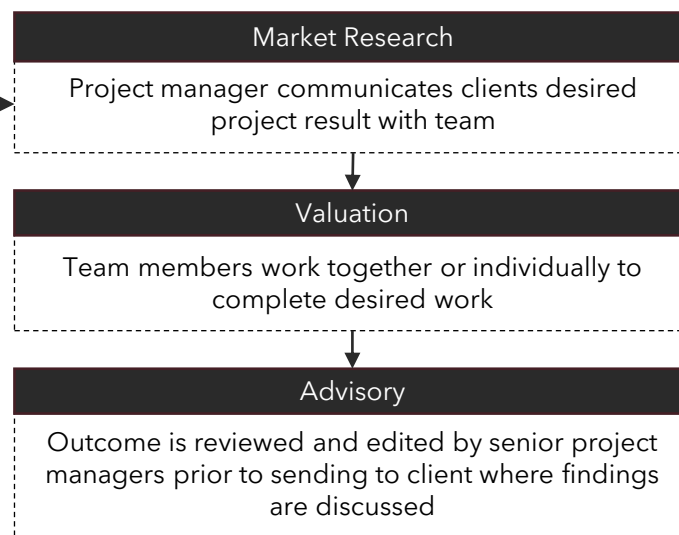 Market Research
Project manager communicates clients desired
project result with team
Valuation
Team members work together or individually to
complete desired work
Advisory
Outcome is reviewed and edited by senior project
managers prior to sending to client where findings
are discussed